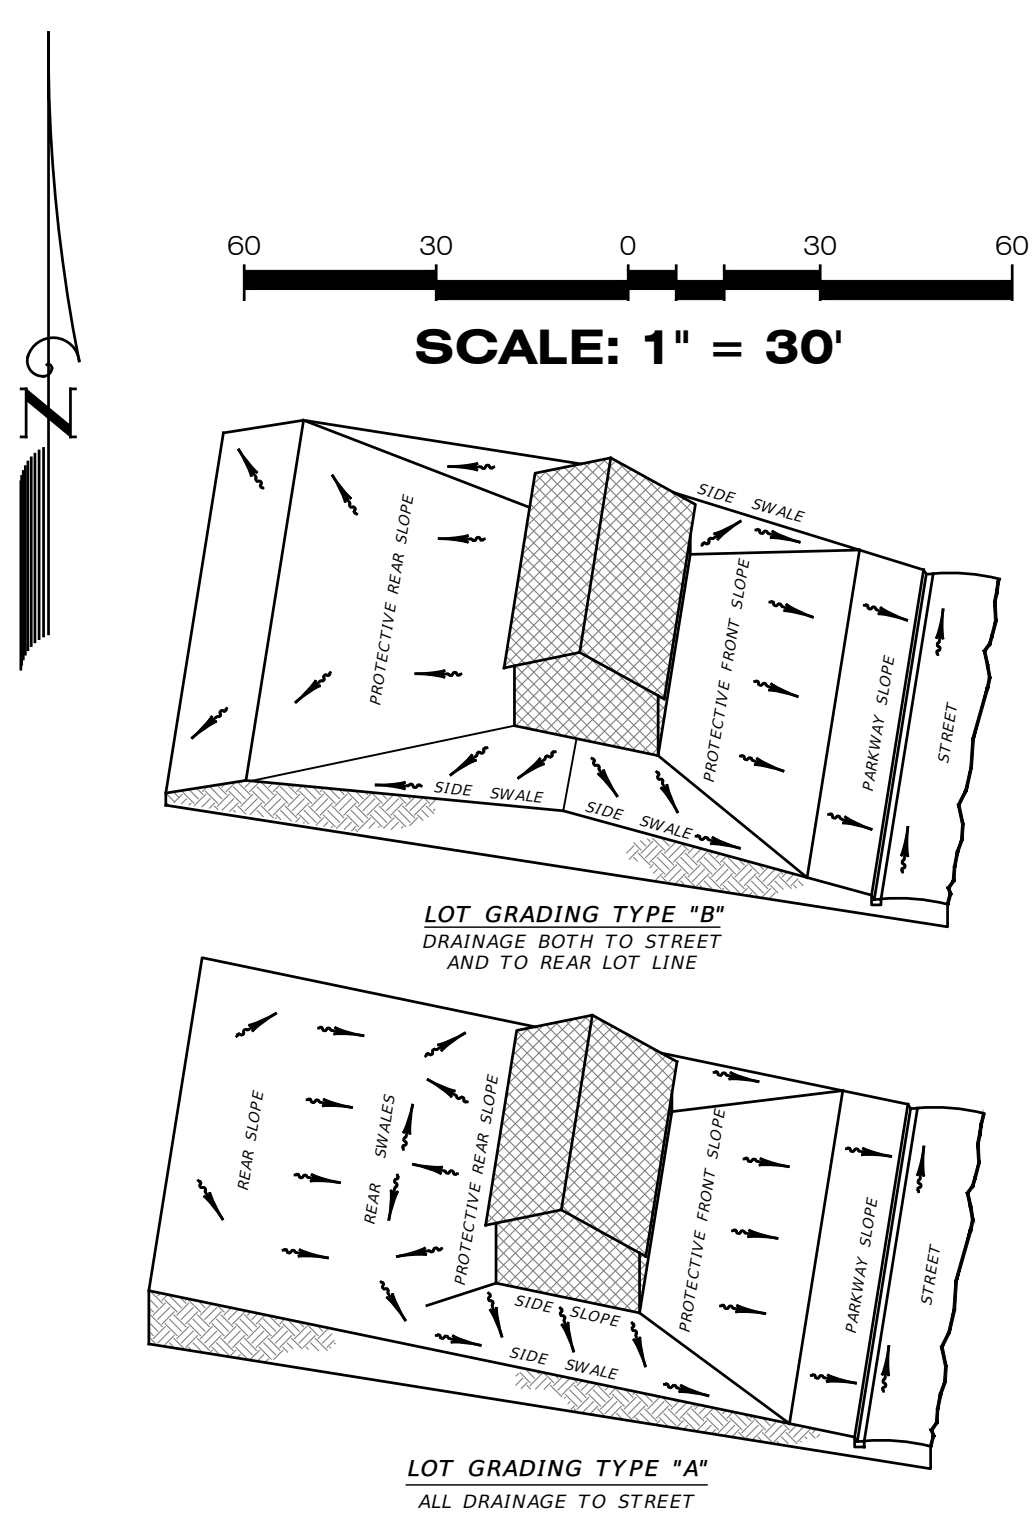 N
60 30 0 30 60
SCALE: 1" = 30'
SIDE SWALE
PROTECTIVE REAR SLOPE
PROTECTIVE FRONT SLOPE
PARKWAY SLOPE
STREET
SIDE SWALE
SIDE SWALE
LOT GRADING TYPE "B"
DRAINAGE BOTH TO STREET
AND TO REAR LOT LINE
REAR SLOPE
REAR SWALES
PROTECTIVE REAR SLOPE
PROTECTIVE FRONT SLOPE
PARKWAY SLOPE
STREET
SIDE SLOPE
SIDE SWALE
LOT GRADING TYPE "A"
ALL DRAINAGE TO STREET